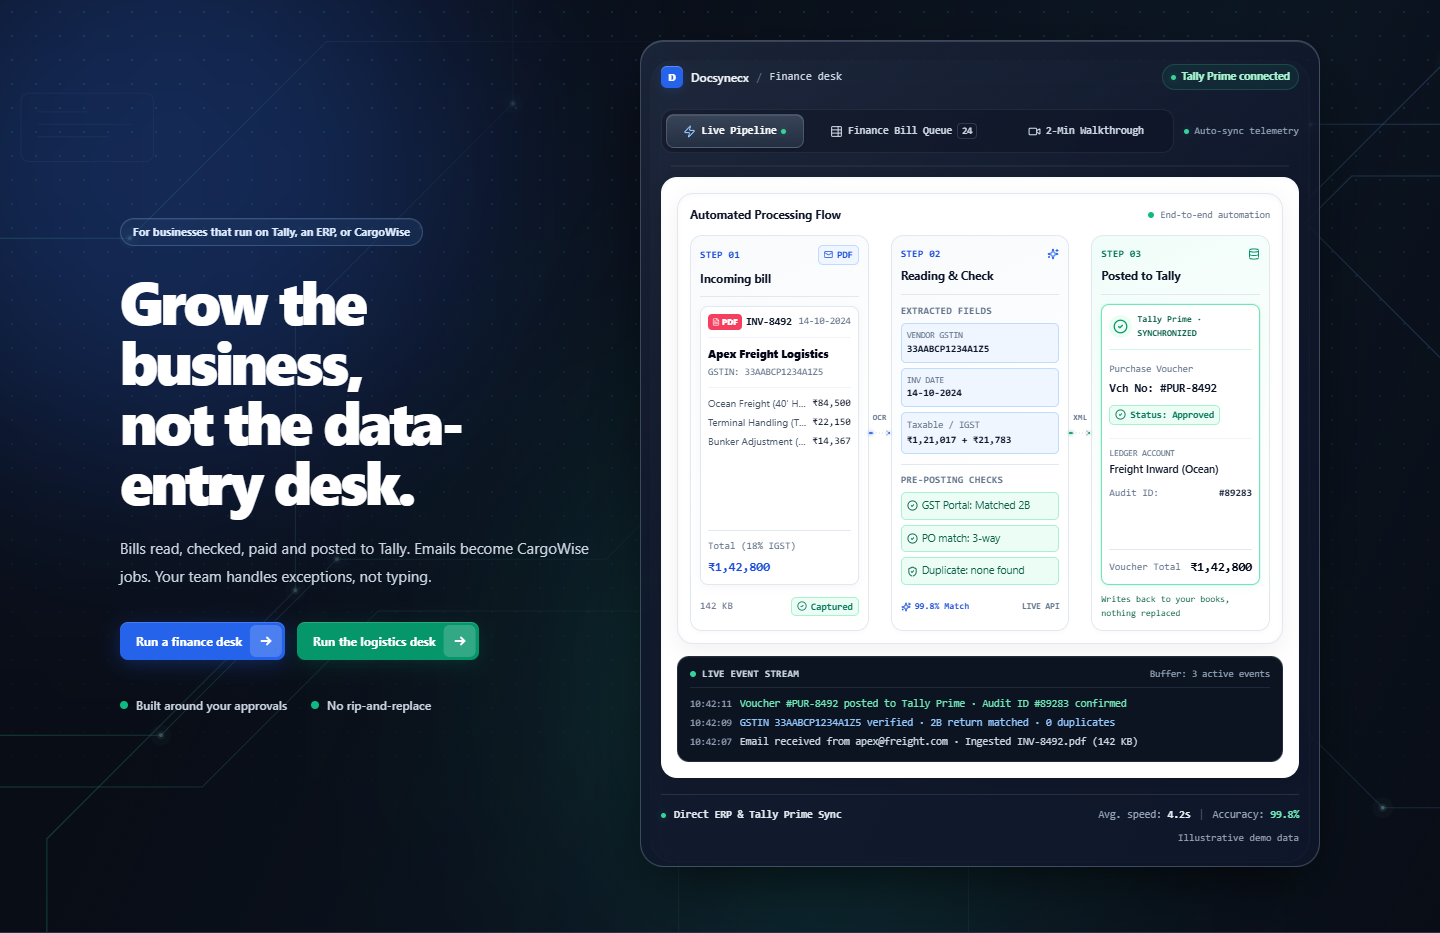 For businesses that run on Tally, an ERP, or CargoWise
Grow the
business,
not the data-
entry desk.
Bills read, checked, paid and posted to Tally. Emails become CargoWise
jobs. Your team handles exceptions, not typing.
Run a finance desk
Run the logistics desk
Built around your approvals
No rip-and-replace
D Docsynecx / Finance desk
Tally Prime connected
Live Pipeline
Finance Bill Queue 24
2-Min Walkthrough
Auto-sync telemetry
Automated Processing Flow
End-to-end automation
STEP 01
PDF
Incoming bill
PDF INV-8492 14-10-2024
Apex Freight Logistics
GSTIN: 33AABCP1234A1Z5
Ocean Freight (40' H... ₹84,500
Terminal Handling (T... ₹22,150
Bunker Adjustment (... ₹14,367
Total (18% IGST)
₹1,42,800
142 KB
Captured
OCR
STEP 02
Reading & Check
EXTRACTED FIELDS
VENDOR GSTIN
33AABCP1234A1Z5
INV DATE
14-10-2024
Taxable / IGST
₹1,21,017 + ₹21,783
PRE-POSTING CHECKS
GST Portal: Matched 2B
PO match: 3-way
Duplicate: none found
99.8% Match
LIVE API
XML
STEP 03
Posted to Tally
Tally Prime ·
SYNCHRONIZED
Purchase Voucher
Vch No: #PUR-8492
Status: Approved
LEDGER ACCOUNT
Freight Inward (Ocean)
Audit ID: #89283
Voucher Total ₹1,42,800
Writes back to your books,
nothing replaced
LIVE EVENT STREAM
Buffer: 3 active events
10:42:11 Voucher #PUR-8492 posted to Tally Prime · Audit ID #89283 confirmed
10:42:09 GSTIN 33AABCP1234A1Z5 verified · 2B return matched · 0 duplicates
10:42:07 Email received from apex@freight.com · Ingested INV-8492.pdf (142 KB)
Direct ERP & Tally Prime Sync
Avg. speed: 4.2s | Accuracy: 99.8%
Illustrative demo data